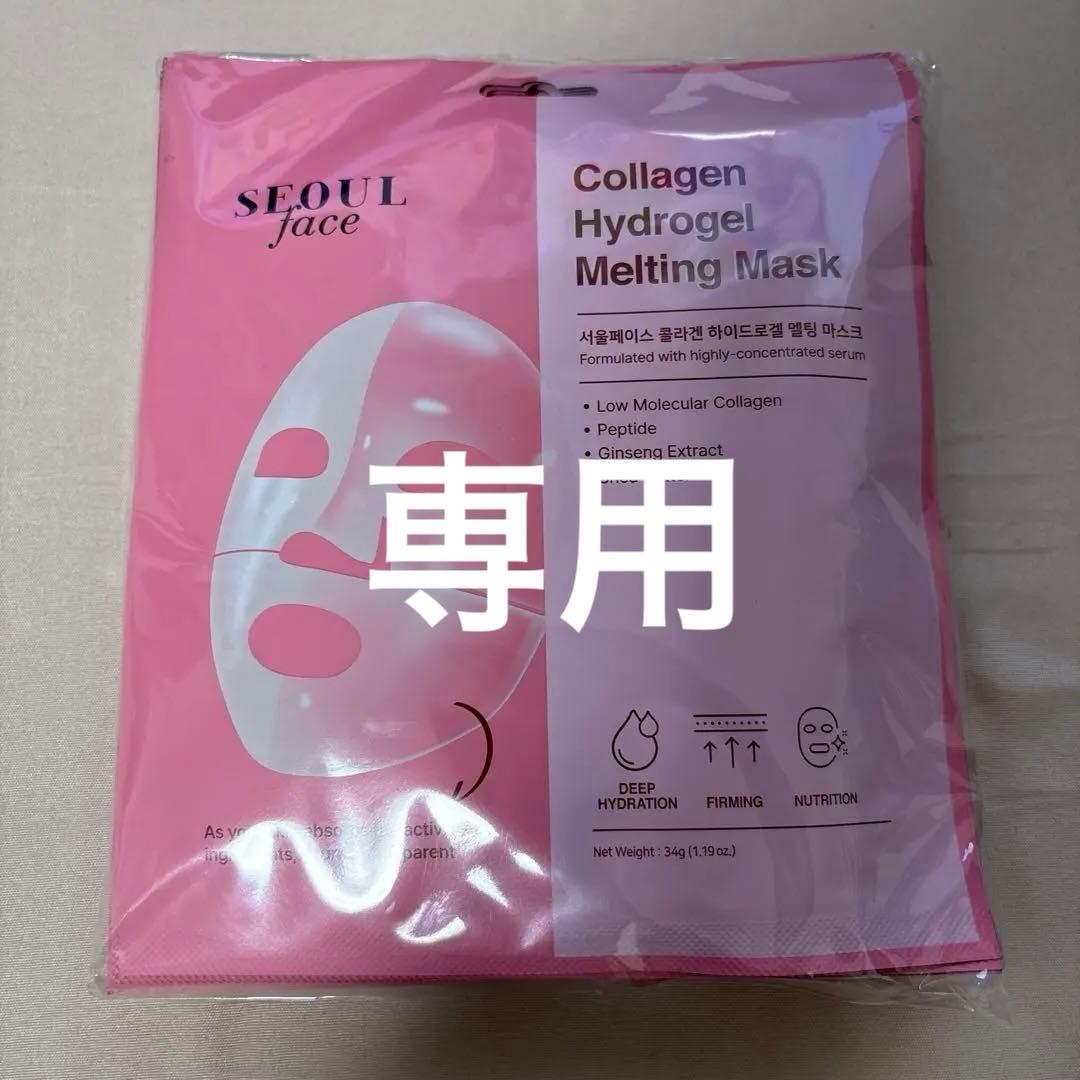 SEOUL
face
Collagen
Hydrogel
Melting Mask
서울페이스 콜라겐 하이드로겔 멜팅 마스크
Formulated with highly-concentrated serum
• Low Molecular Collagen
• Peptide
• Ginseng Extract
専用
DEEP
HYDRATION
FIRMING
NUTRITION
As
Net Weight : 34g (1.19 oz.)